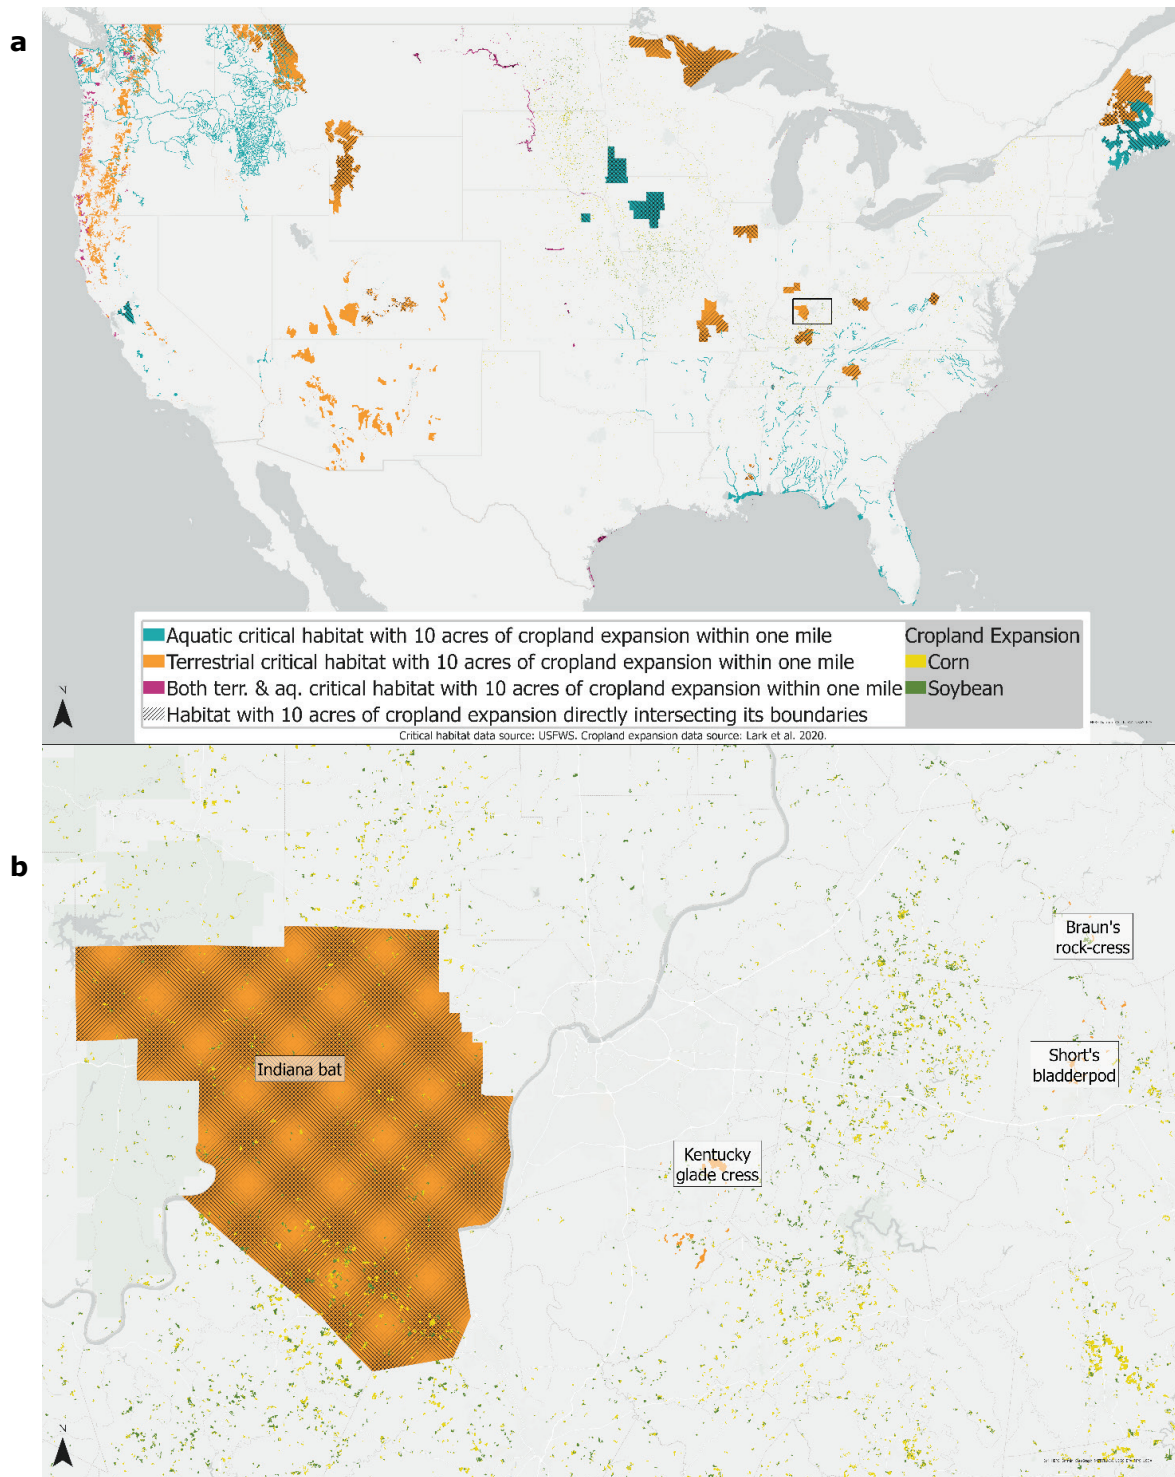 a
Aquatic critical habitat with 10 acres of cropland expansion within one mile
Terrestrial critical habitat with 10 acres of cropland expansion within one mile
Both terr. & aq. critical habitat with 10 acres of cropland expansion within one mile
Habitat with 10 acres of cropland expansion directly intersecting its boundaries
Cropland Expansion
Corn
Soybean
N
Critical habitat data source: USFWS. Cropland expansion data source: Lark et al. 2020.
b
Braun's
rock-cress
Indiana bat
Short's
bladderpod
Kentucky
glade cress
N